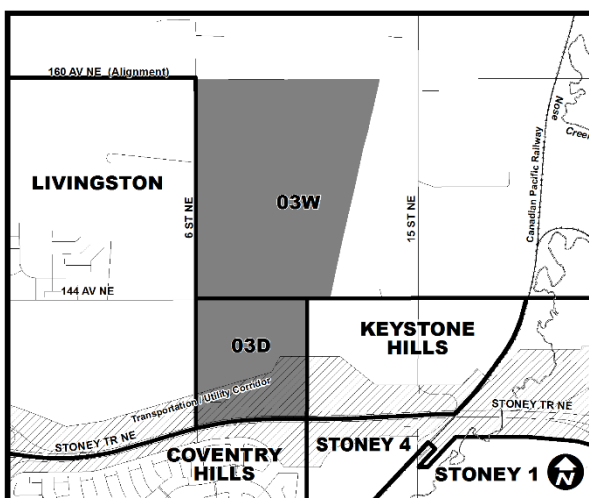 160 AV NE (Alignment)
LIVINGSTON
6 ST NE
03W
15 ST NE
Canadian Pacific Railway
Nose
Creek
144 AV NE
03D
KEYSTONE
HILLS
Transportation / Utility Corridor
STONEY TR NE
STONEY TR NE
COVENTRY
HILLS
STONEY 4
STONEY 1
N